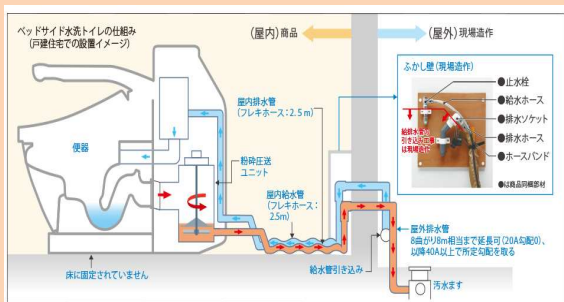 ベッドサイド水洗トイレの仕組み
(戸建住宅での設置イメージ)
(屋内)商品
(屋外)現場造作
ふかし壁(現場造作)
●止水栓
●給水ホース
●排水ソケット
●排水ホース
●ホースバンド
給排水管の
引き込み工事
は現場造作
●は商品同梱部材
屋内排水管
(フレキホース:2.5m)
便器
粉砕圧送
ユニット
屋内給水管
(フレキホース:
2.5m)
屋外排水管
8曲がり/8m相当まで延長可(20A勾配0)、
以降40A以上で所定勾配を取る
給水管引き込み
床に固定されていません
汚水ます